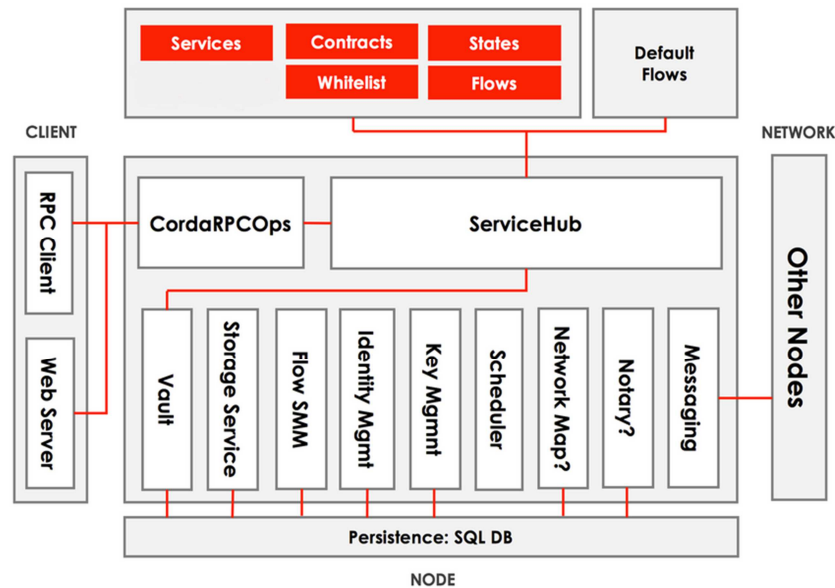 Services
Contracts
States
Whitelist
Flows
Default
Flows
CLIENT
NETWORK
RPC Client
Web Server
CordaRPCOps
ServiceHub
Vault
Storage Service
Flow SMM
Identity Mgmt
Key Mgmnt
Scheduler
Network Map?
Notary?
Messaging
Other Nodes
Persistence: SQL DB
NODE